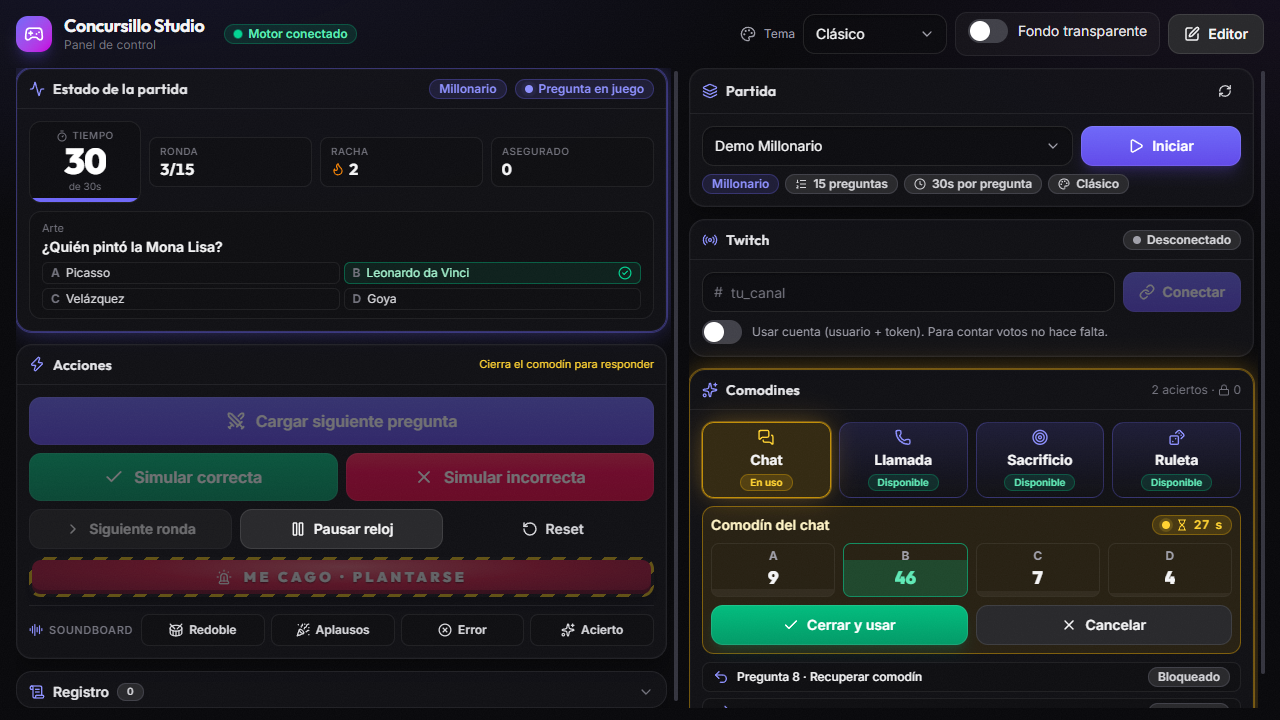 Concursillo Studio
Panel de control
Motor conectado
Tema
Clásico
Fondo transparente
Editor
Estado de la partida
Millonario
Pregunta en juego
TIEMPO
30
de 30s
RONDA
3/15
RACHA
2
ASEGURADO
0
Arte
¿Quién pintó la Mona Lisa?
A Picasso
B Leonardo da Vinci
C Velázquez
D Goya
Acciones
Cierra el comodín para responder
Cargar siguiente pregunta
Simular correcta
Simular incorrecta
Siguiente ronda
Pausar reloj
Reset
ME CAGO · PLANTARSE
SOUNDBOARD
Redoble
Aplausos
Error
Acierto
Registro
0
Partida
Demo Millonario
Iniciar
Millonario
15 preguntas
30s por pregunta
Clásico
Twitch
Desconectado
# tu_canal
Conectar
Usar cuenta (usuario + token). Para contar votos no hace falta.
Comodines
2 aciertos · 0
Chat
En uso
Llamada
Disponible
Sacrificio
Disponible
Ruleta
Disponible
Comodín del chat
27 s
A
9
B
46
C
7
D
4
Cerrar y usar
Cancelar
Pregunta 8 · Recuperar comodín
Bloqueado